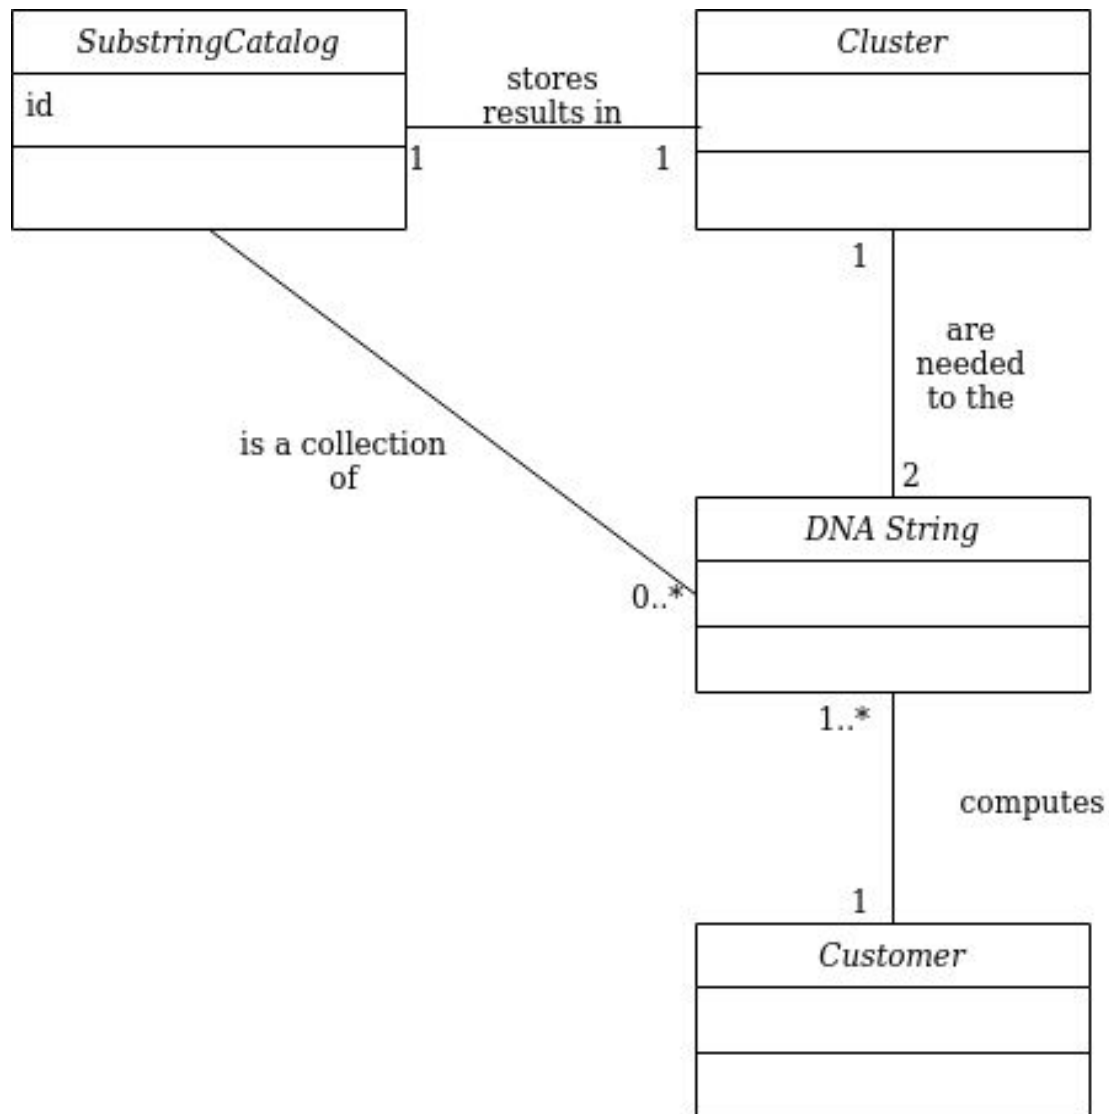 SubstringCatalog
id
stores
results in
1
1
Cluster
1
are
needed
to the
2
is a collection
of
0..*
DNA String
1..*
computes
1
Customer